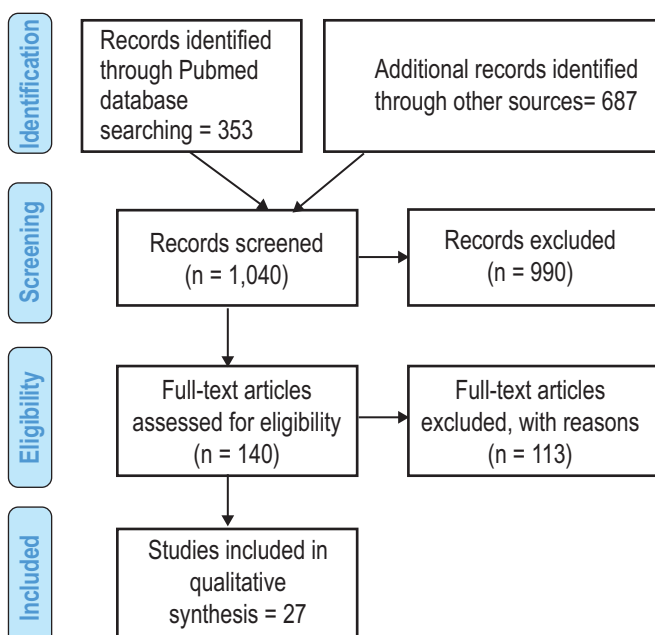 Identification
Records identified
through Pubmed
database
searching = 353
Additional records identified
through other sources= 687
Screening
Records screened
(n = 1,040)
Records excluded
(n = 990)
Eligibility
Full-text articles
assessed for eligibility
(n = 140)
Full-text articles
excluded, with reasons
(n = 113)
Included
Studies included in
qualitative
synthesis = 27